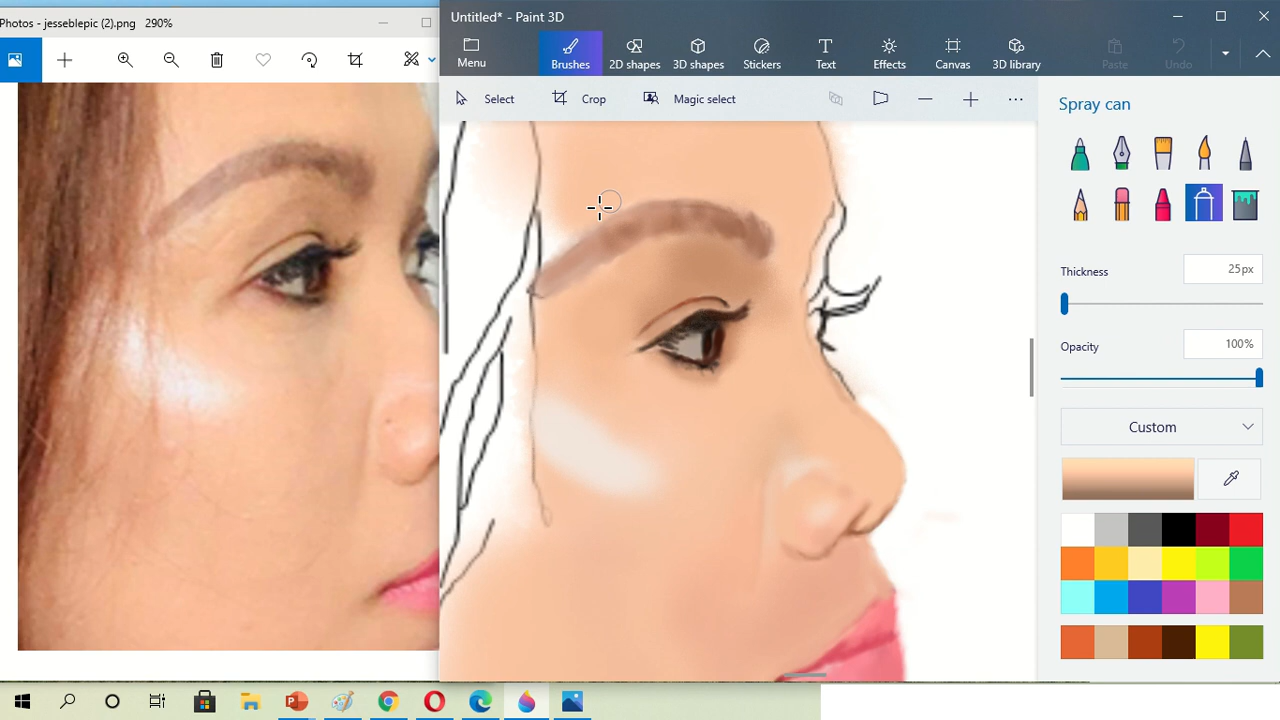 Photos - jesseblepic (2).png   290%
Untitled* - Paint 3D
Menu
Brushes
2D shapes
3D shapes
Stickers
Text
Effects
Canvas
3D library
Paste
Undo
Select
Crop
Magic select
Spray can
Thickness
25px
Opacity
100%
Custom